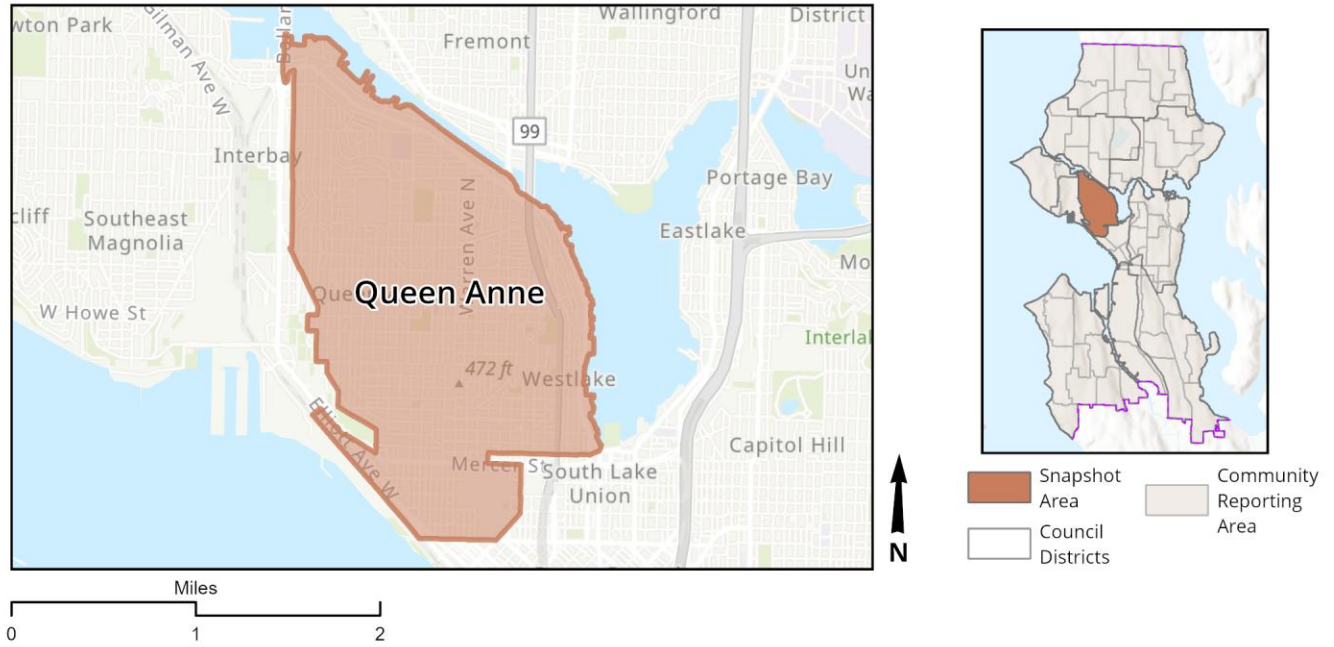 wton Park
Gilman Ave W
Ballar
Fremont
Wallingford
District
Un
Wa
99
Interbay
Portage Bay
cliff
Southeast
Magnolia
Warren Ave N
Eastlake
Mo
Que
Queen Anne
W Howe St
Interlal
472 ft
Westlake
Elliott Ave W
Capitol Hill
Mercer St
South Lake
Union
N
Miles
0
1
2
Snapshot
Area
Community
Reporting
Area
Council
Districts